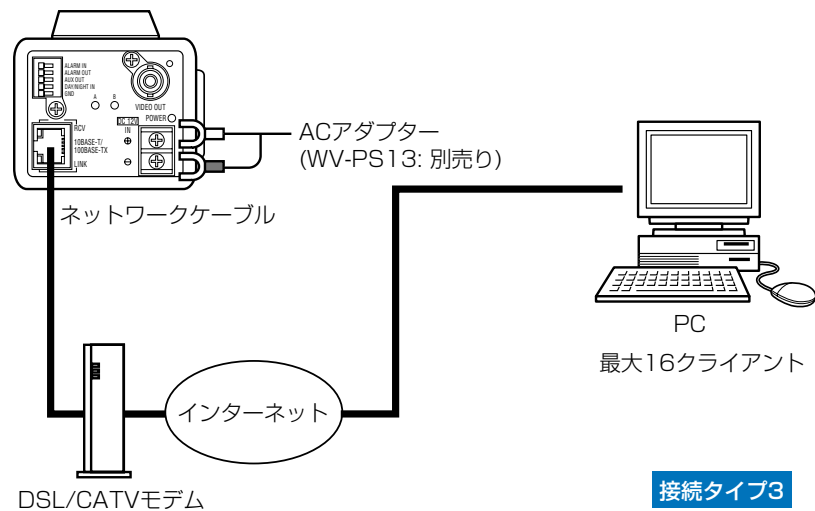 ALARM IN
ALARM OUT
AUX OUT
DAY/NIGHT IN
GND
A B
VIDEO OUT
DC 12V
IN
POWER
RCV
10BASE-T/
100BASE-TX
LINK
⊕
⊖
ACアダプター
(WV-PS13: 別売り)
ネットワークケーブル
PC
最大16クライアント
インターネット
DSL/CATVモデム
接続タイプ3